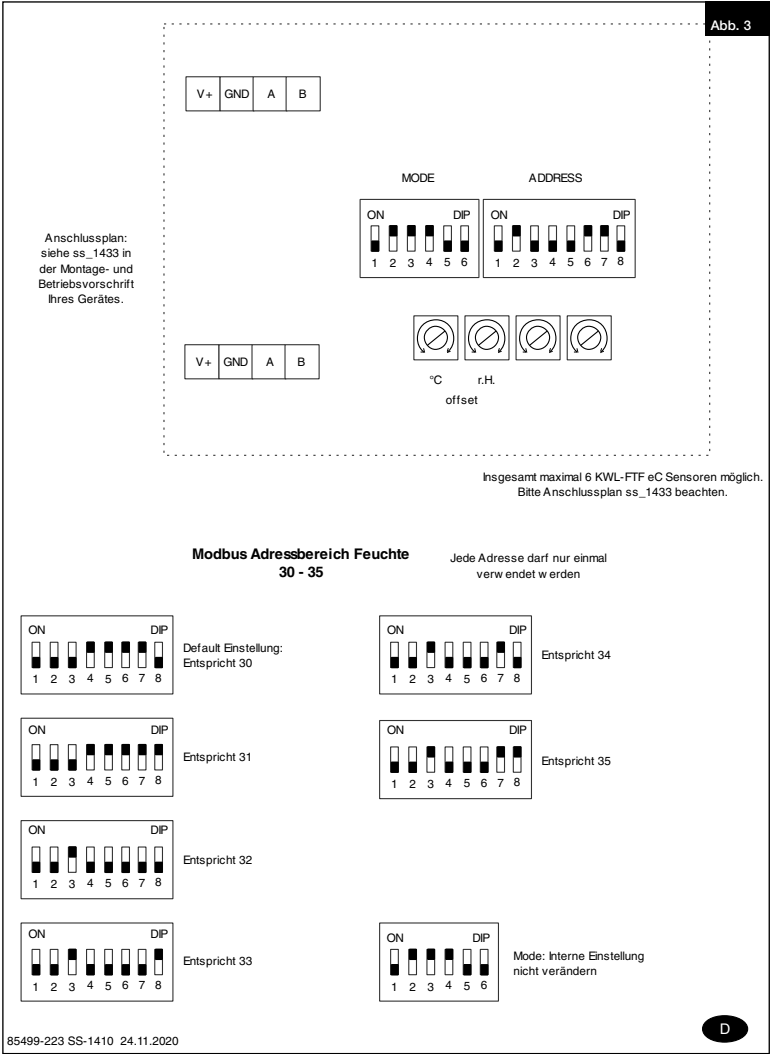 Abb. 3
V+ GND A B
MODE ADDRESS
ON DIP ON DIP
1 2 3 4 5 6 1 2 3 4 5 6 7 8
Anschlussplan:
siehe ss_1433 in
der Montage- und
Betriebsvorschrift
Ihres Gerätes.
V+ GND A B
°C r.H.
offset
Insgesamt maximal 6 KWL-FTF eC Sensoren möglich.
Bitte Anschlussplan ss_1433 beachten.
Modbus Adressbereich Feuchte
30 - 35
Jede Adresse darf nur einmal
verwendet werden
ON DIP
1 2 3 4 5 6 7 8
Default Einstellung:
Entspricht 30
ON DIP
1 2 3 4 5 6 7 8
Entspricht 34
ON DIP
1 2 3 4 5 6 7 8
Entspricht 31
ON DIP
1 2 3 4 5 6 7 8
Entspricht 35
ON DIP
1 2 3 4 5 6 7 8
Entspricht 32
ON DIP
1 2 3 4 5 6 7 8
Entspricht 33
ON DIP
1 2 3 4 5 6
Mode: Interne Einstellung
nicht verändern
85499-223 SS-1410 24.11.2020
D